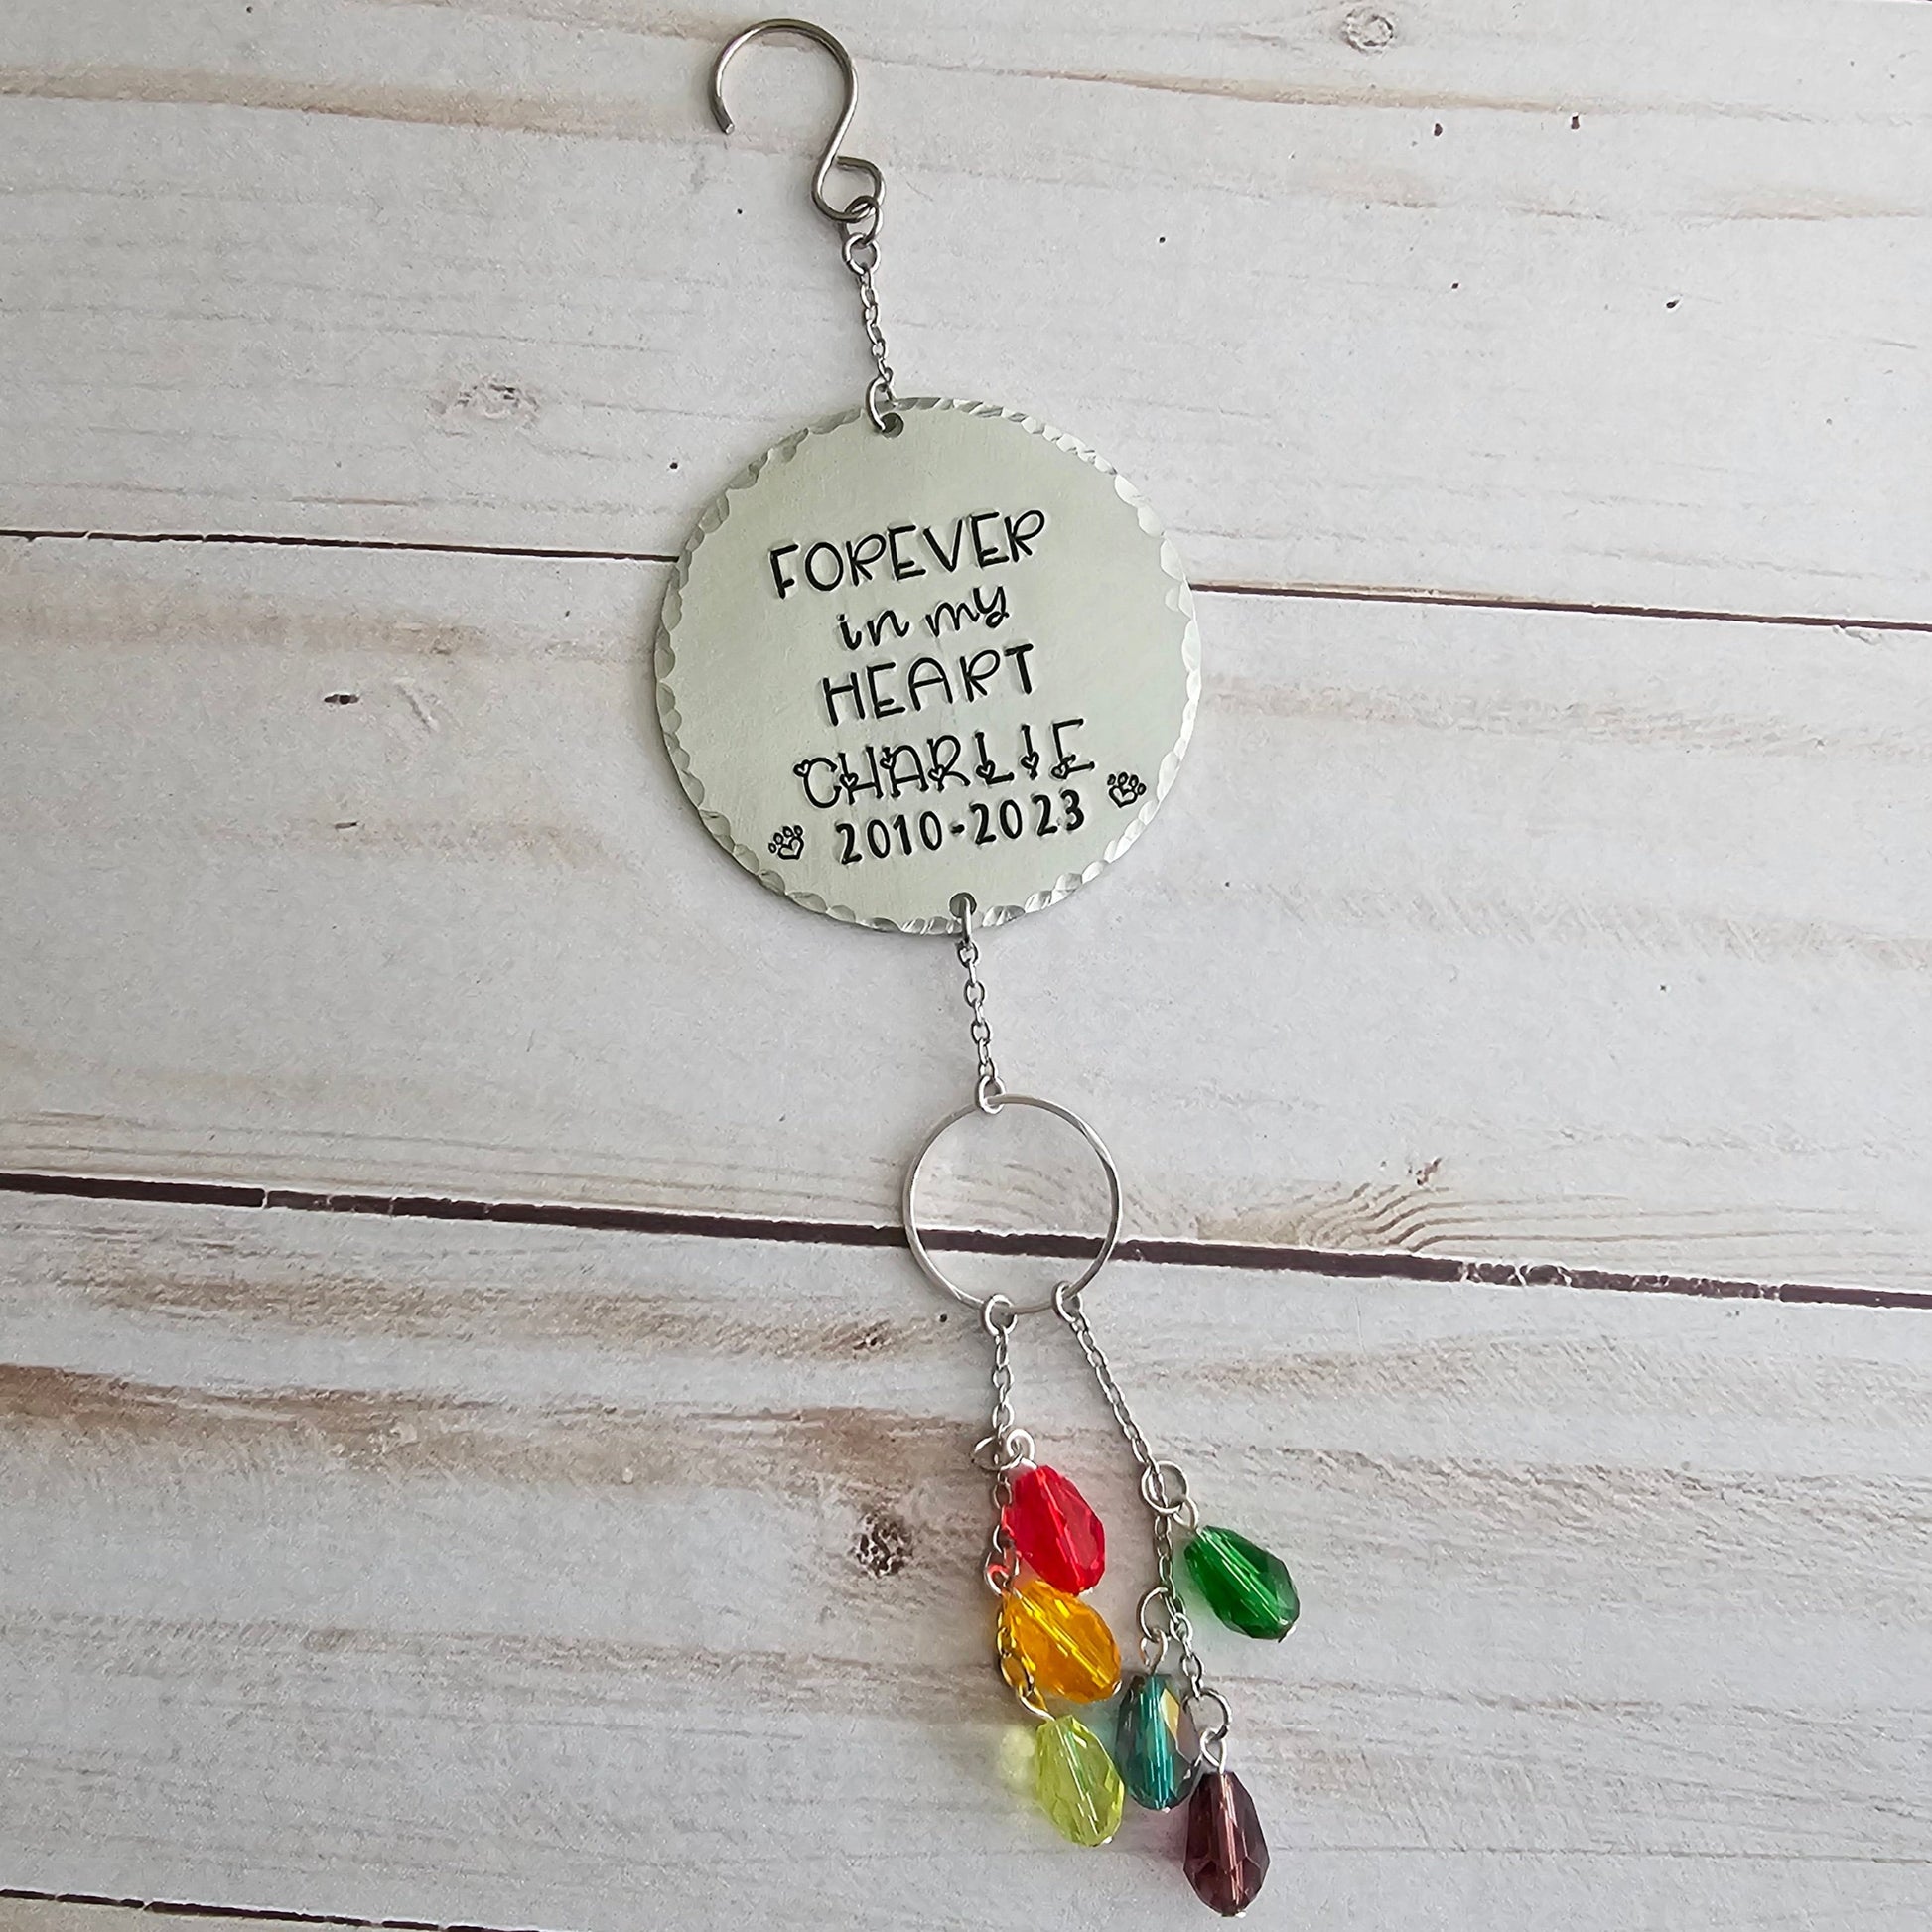 FOREVER
in my
HEART
CHARLIE
2010-2023